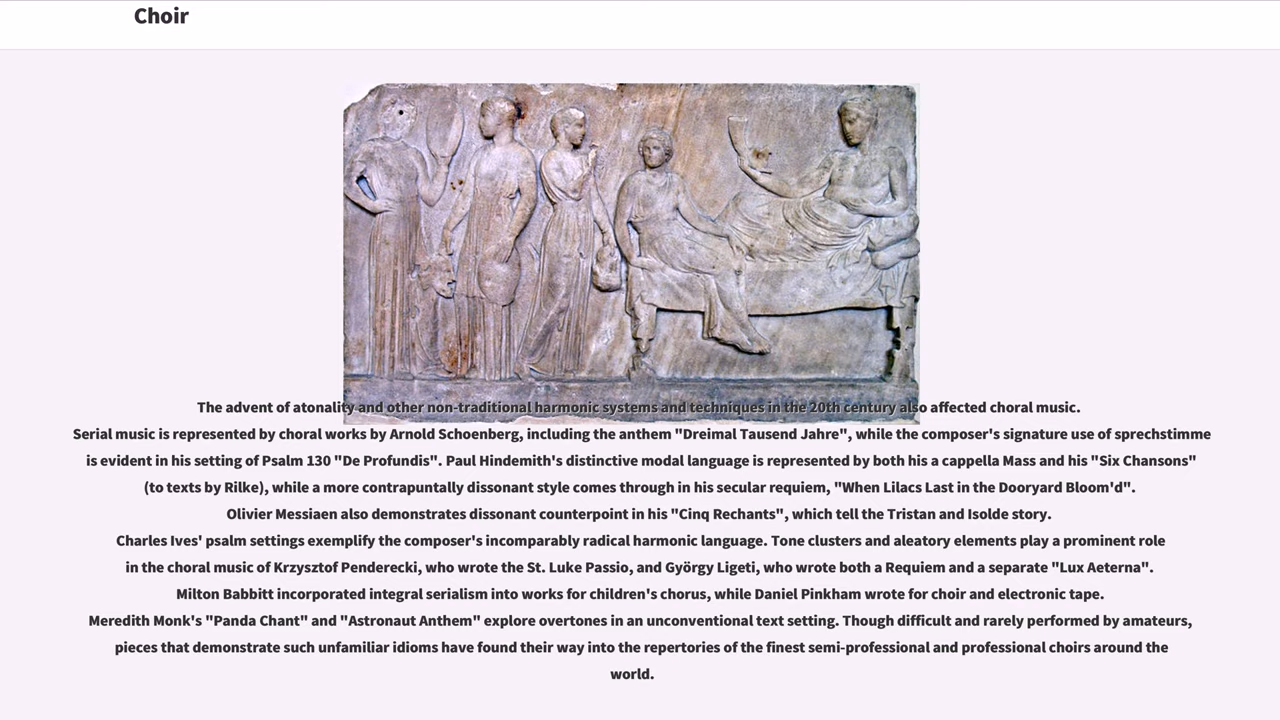 Choir
The advent of atonality and other non-traditional harmonic systems and techniques in the 20th century also affected choral music.
Serial music is represented by choral works by Arnold Schoenberg, including the anthem "Dreimal Tausend Jahre", while the composer's signature use of sprechstimme
is evident in his setting of Psalm 130 "De Profundis". Paul Hindemith's distinctive modal language is represented by both his a cappella Mass and his "Six Chansons"
(to texts by Rilke), while a more contrapuntally dissonant style comes through in his secular requiem, "When Lilacs Last in the Dooryard Bloom'd".
Olivier Messiaen also demonstrates dissonant counterpoint in his "Cinq Rechants", which tell the Tristan and Isolde story.
Charles Ives' psalm settings exemplify the composer's incomparably radical harmonic language. Tone clusters and aleatory elements play a prominent role
in the choral music of Krzysztof Penderecki, who wrote the St. Luke Passio, and György Ligeti, who wrote both a Requiem and a separate "Lux Aeterna".
Milton Babbitt incorporated integral serialism into works for children's chorus, while Daniel Pinkham wrote for choir and electronic tape.
Meredith Monk's "Panda Chant" and "Astronaut Anthem" explore overtones in an unconventional text setting. Though difficult and rarely performed by amateurs,
pieces that demonstrate such unfamiliar idioms have found their way into the repertories of the finest semi-professional and professional choirs around the
world.